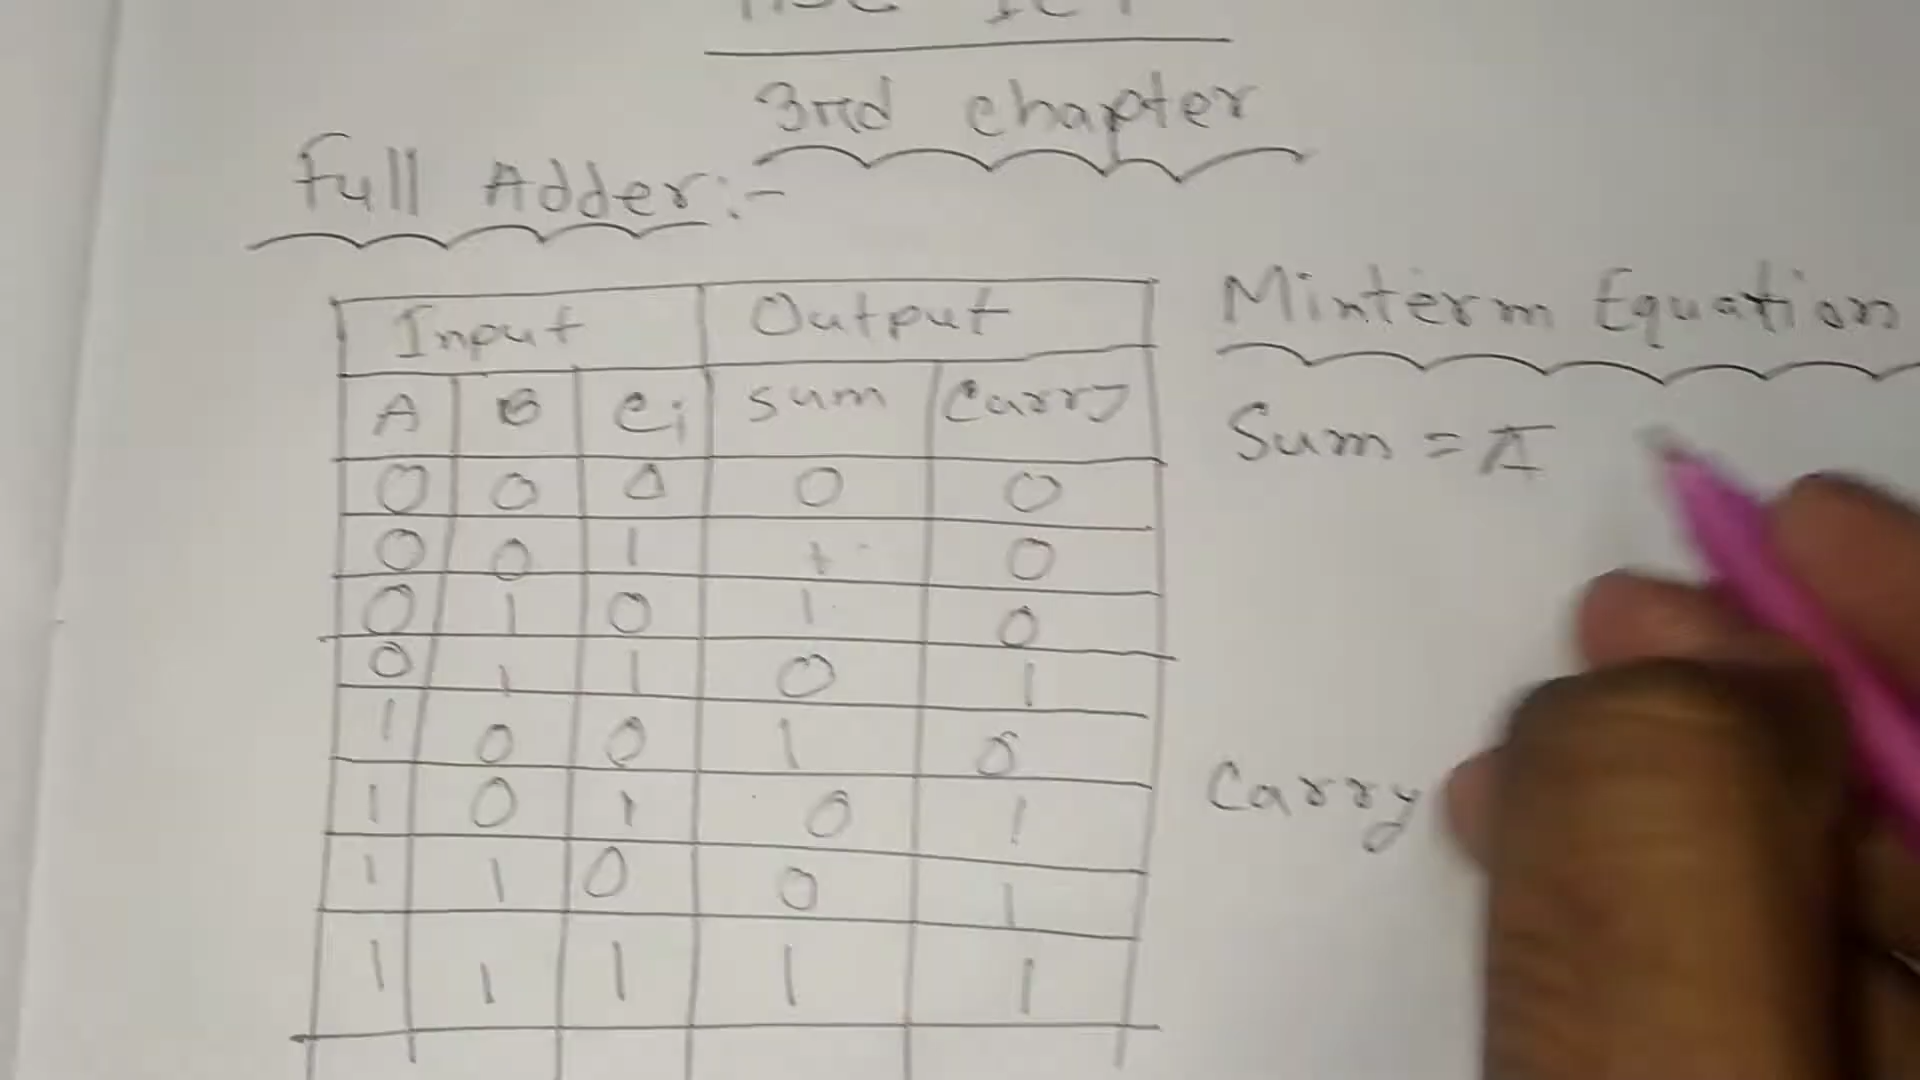 HSC ICT
3rd chapter
Full Adder:-
Input Output
A B Ci sum Carry
0 0 0 0 0
0 0 1 1 0
0 1 0 1 0
0 1 1 0 1
1 0 0 1 0
1 0 1 0 1
1 1 0 0 1
1 1 1 1 1
Minterm Equation
Sum = A̅
Carry